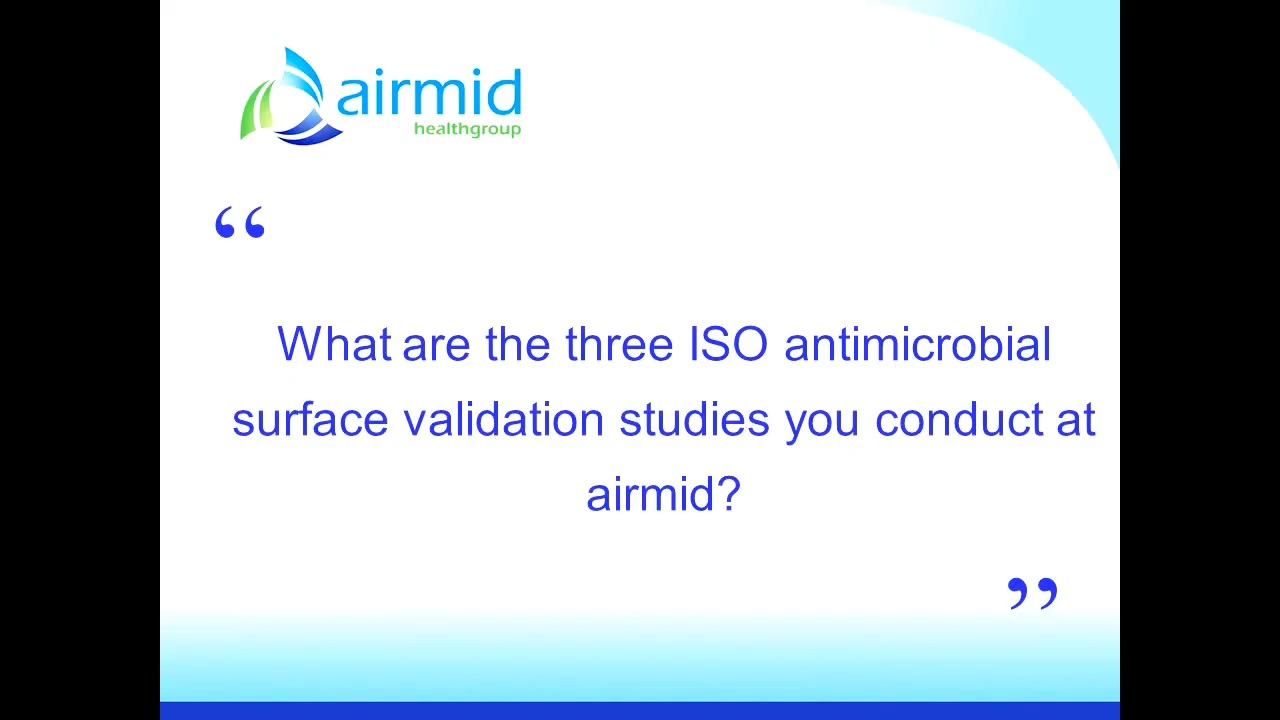 airmid
healthgroup
“
What are the three ISO antimicrobial
surface validation studies you conduct at
airmid?
”